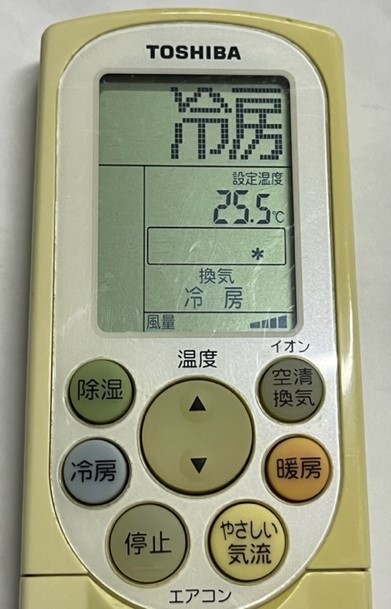 TOSHIBA
冷房
設定温度
25.5℃
*
換気
冷 房
風量
温度
イオン
除湿
空清
換気
▲
▼
冷房
暖房
停止
やさしい
気流
エアコン